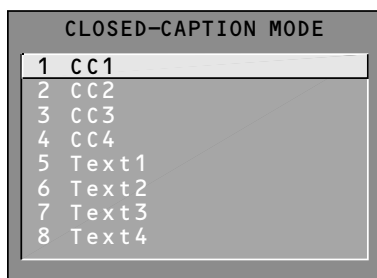 CLOSED-CAPTION MODE
1 CC1
2 CC2
3 CC3
4 CC4
5 Text1
6 Text2
7 Text3
8 Text4